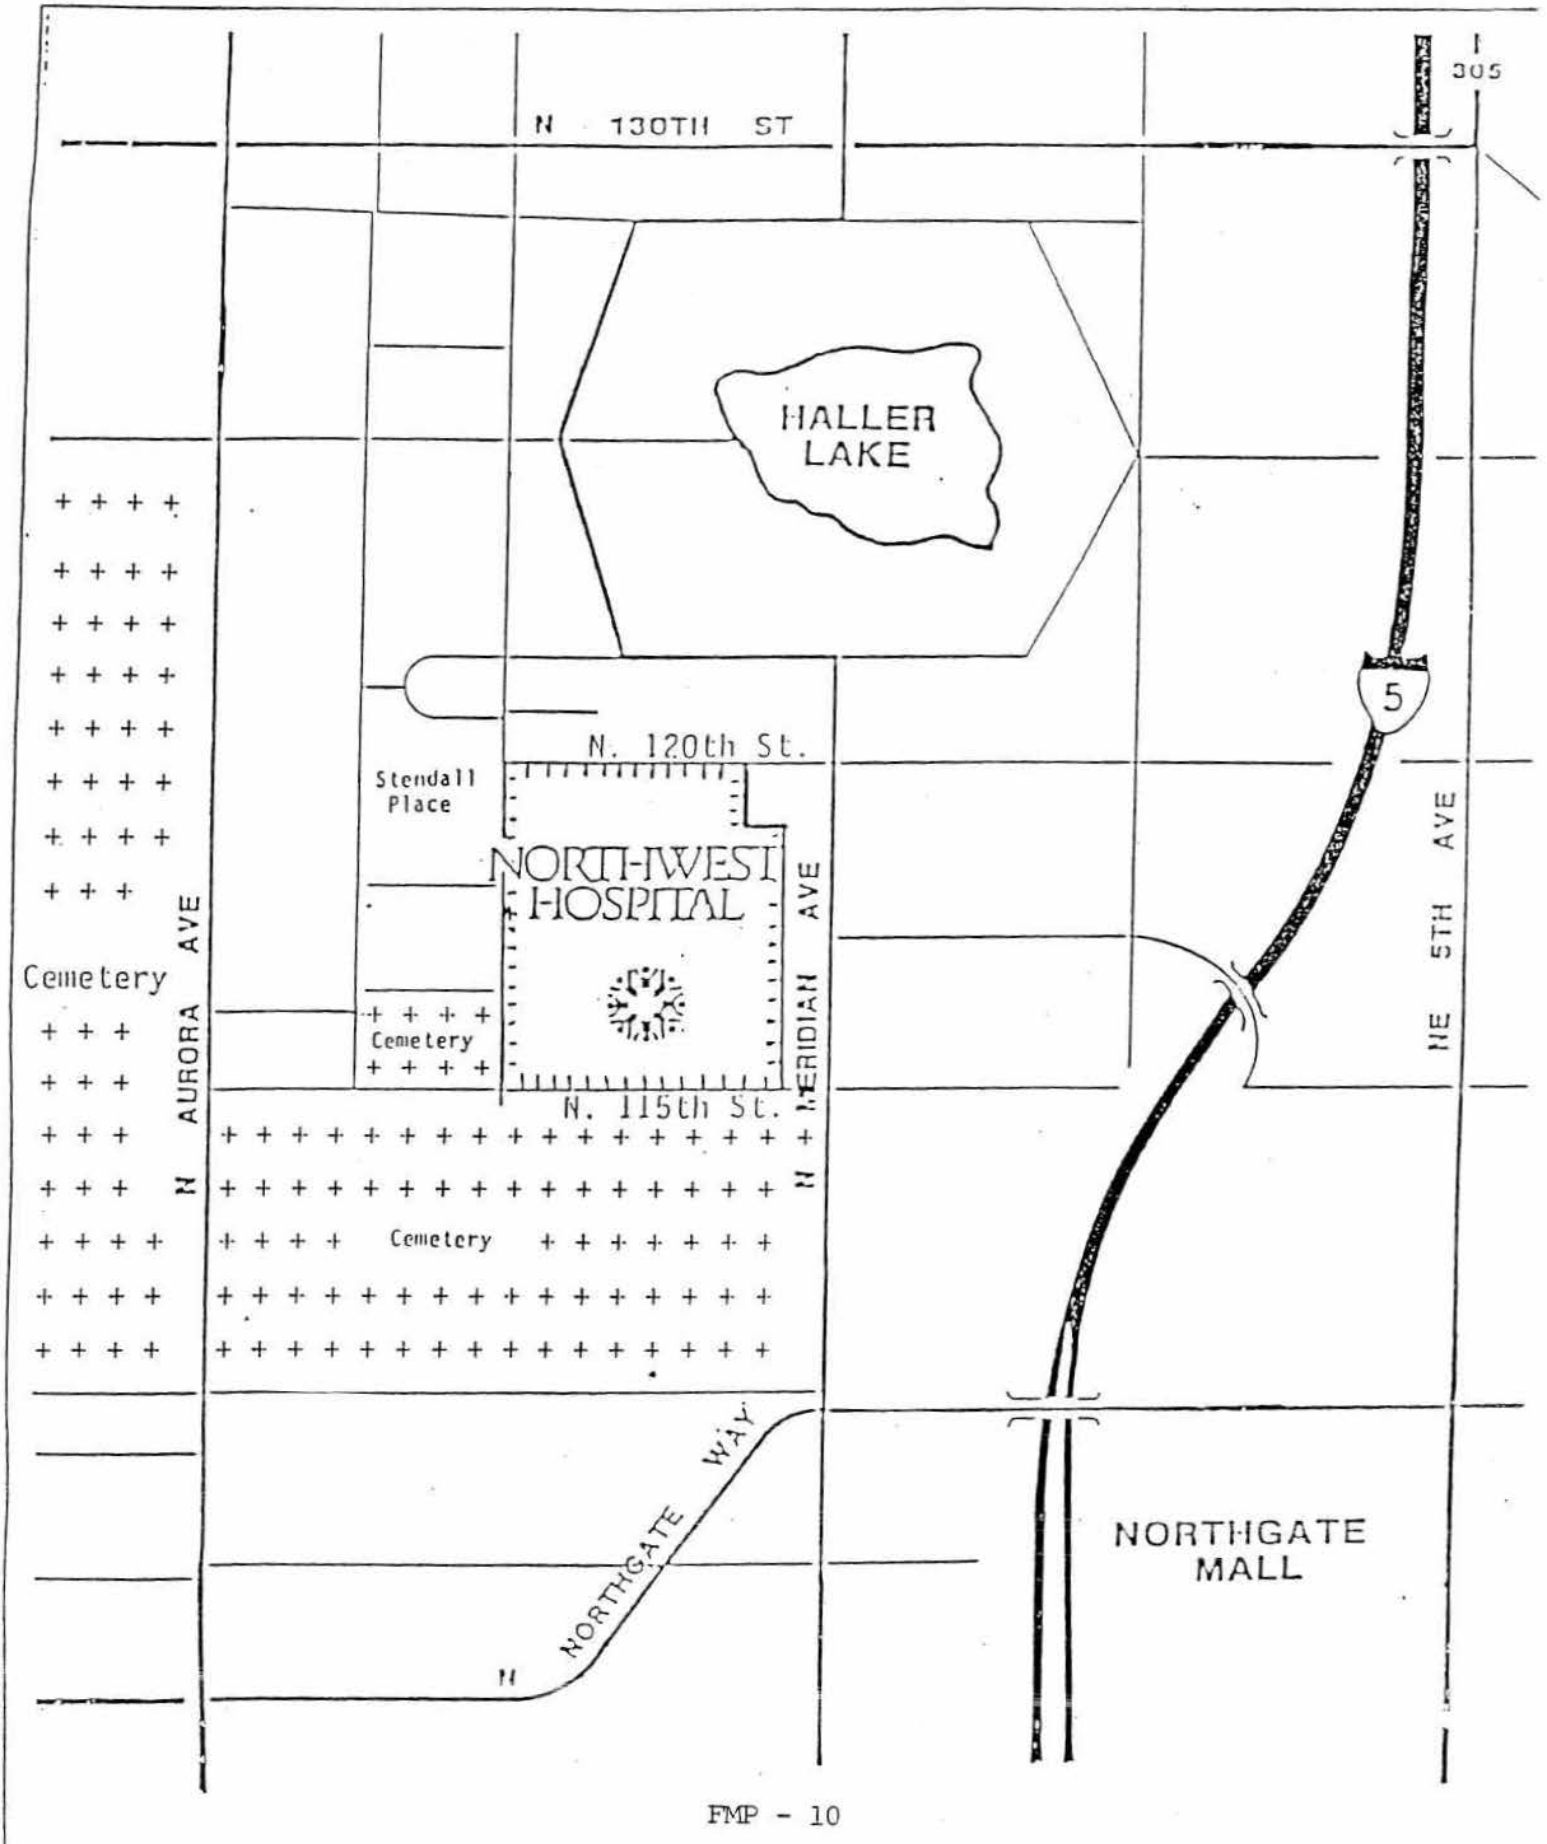 305
N 130TH ST
HALLER
LAKE
5
N. 120th St.
Stendall
Place
NORTHWEST
HOSPITAL
N AURORA AVE
N MERIDIAN AVE
NE 5TH AVE
Cemetery
Cemetery
N. 115th St.
Cemetery
N NORTHGATE WAY
NORTHGATE
MALL
FMP - 10